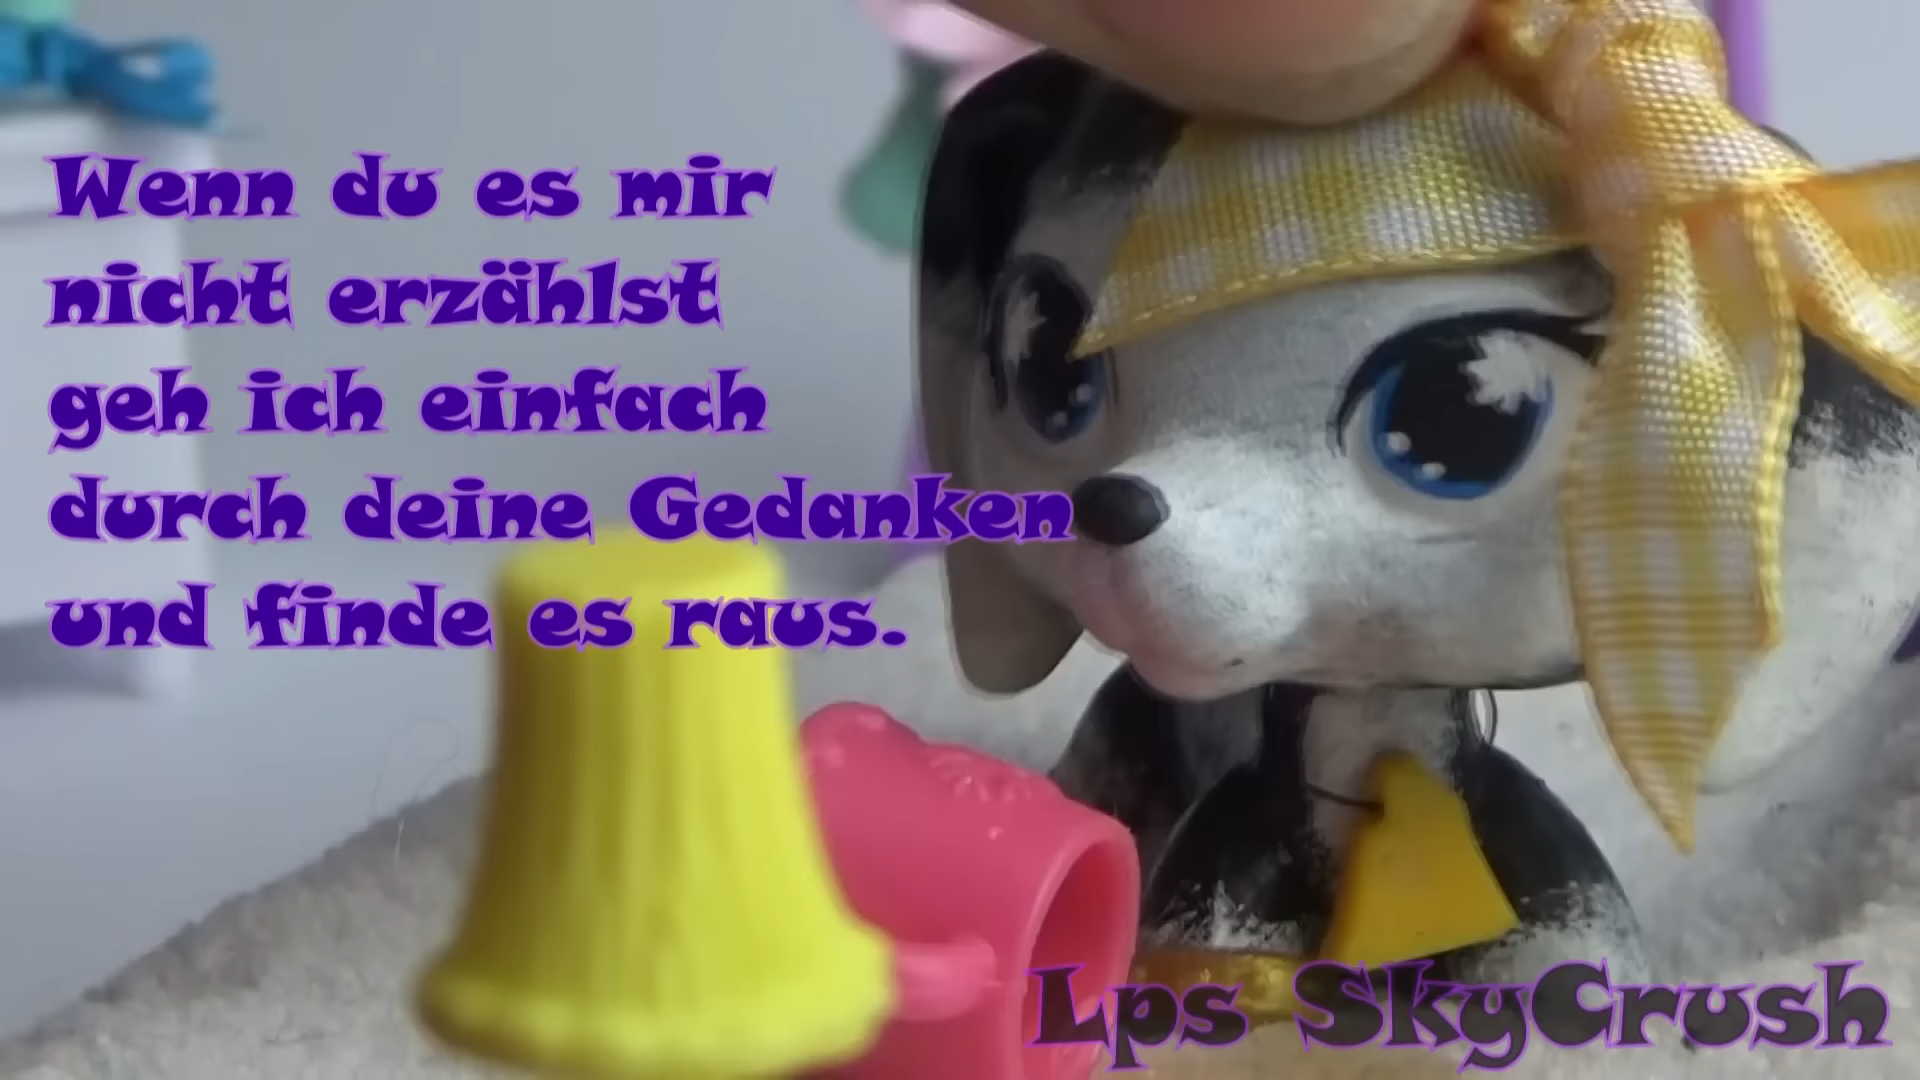 Wenn du es mir
nicht erzählst
geh ich einfach
durch deine Gedanken
und finde es raus.
Lps SkyCrush